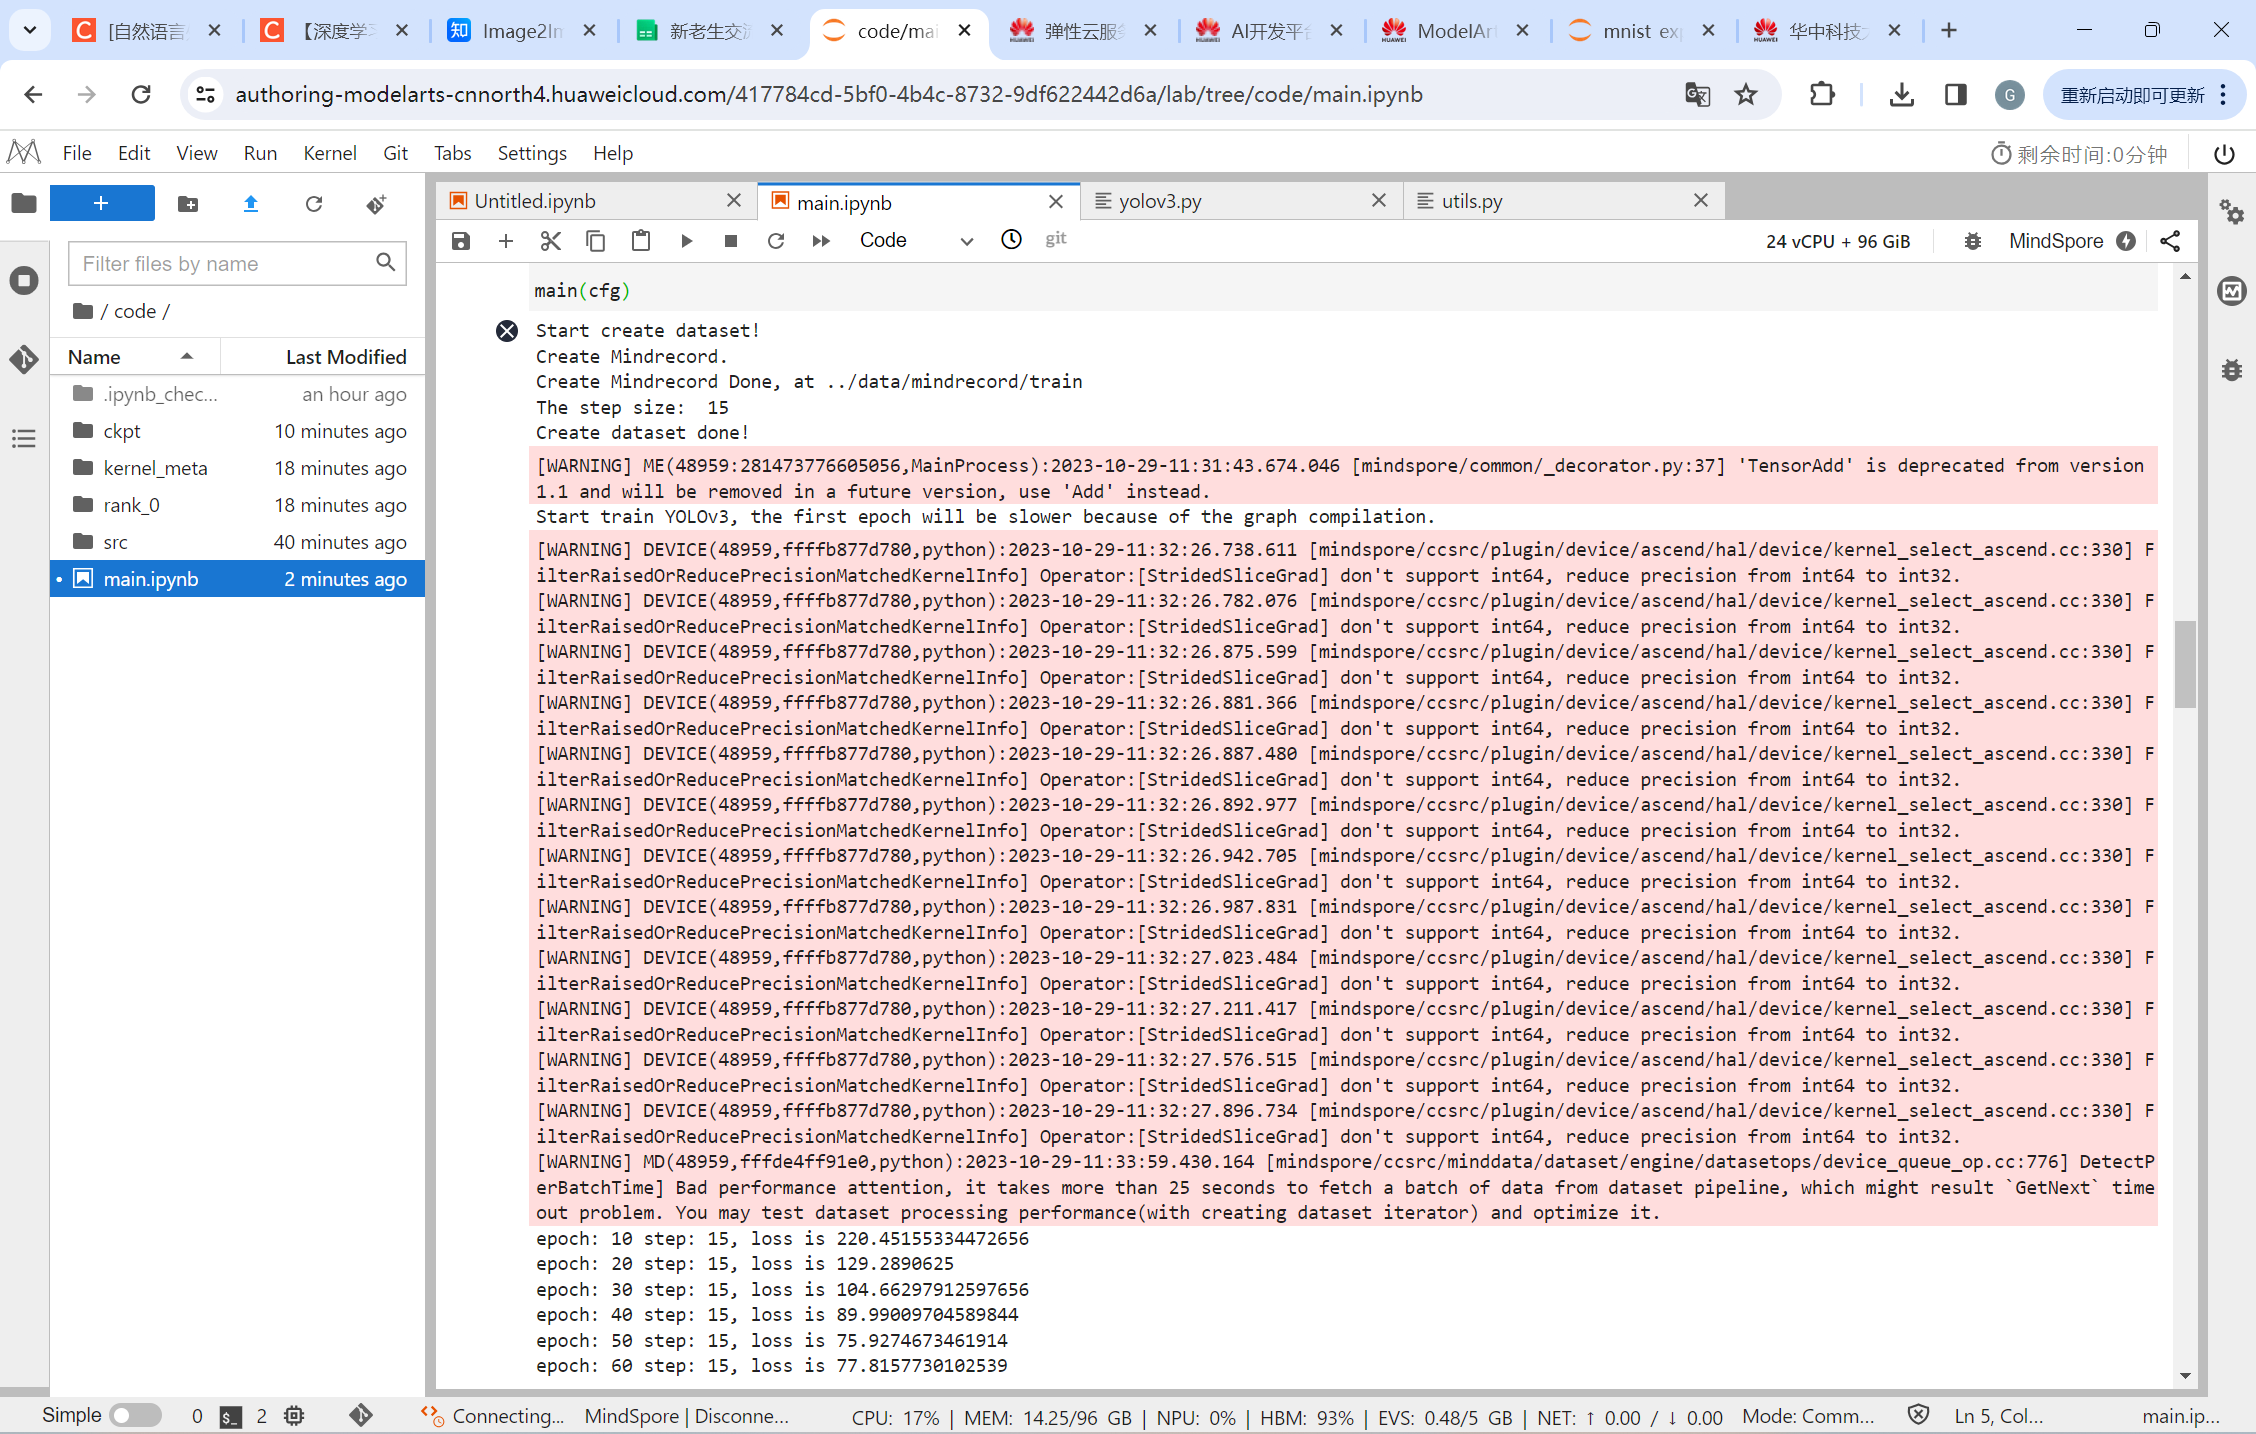 [自然语言
【深度学习
Image2Im
新老生交流
code/mai
弹性云服务
AI开发平台
ModelArt
mnist exp
华中科技大
authoring-modelarts-cnnorth4.huaweicloud.com/417784cd-5bf0-4b4c-8732-9df622442d6a/lab/tree/code/main.ipynb
G
重新启动即可更新
File Edit View Run Kernel Git Tabs Settings Help
剩余时间:0分钟
Untitled.ipynb
main.ipynb
yolov3.py
utils.py
Code
git
24 vCPU + 96 GiB
MindSpore
Filter files by name
/ code /
Name Last Modified
.ipynb_chec... an hour ago
ckpt 10 minutes ago
kernel_meta 18 minutes ago
rank_0 18 minutes ago
src 40 minutes ago
main.ipynb 2 minutes ago
main(cfg)
Start create dataset!
Create Mindrecord.
Create Mindrecord Done, at ../data/mindrecord/train
The step size:  15
Create dataset done!
[WARNING] ME(48959:281473776605056,MainProcess):2023-10-29-11:31:43.674.046 [mindspore/common/_decorator.py:37] 'TensorAdd' is deprecated from version
1.1 and will be removed in a future version, use 'Add' instead.
Start train YOLOv3, the first epoch will be slower because of the graph compilation.
[WARNING] DEVICE(48959,ffffb877d780,python):2023-10-29-11:32:26.738.611 [mindspore/ccsrc/plugin/device/ascend/hal/device/kernel_select_ascend.cc:330] F
ilterRaisedOrReducePrecisionMatchedKernelInfo] Operator:[StridedSliceGrad] don't support int64, reduce precision from int64 to int32.
[WARNING] DEVICE(48959,ffffb877d780,python):2023-10-29-11:32:26.782.076 [mindspore/ccsrc/plugin/device/ascend/hal/device/kernel_select_ascend.cc:330] F
ilterRaisedOrReducePrecisionMatchedKernelInfo] Operator:[StridedSliceGrad] don't support int64, reduce precision from int64 to int32.
[WARNING] DEVICE(48959,ffffb877d780,python):2023-10-29-11:32:26.875.599 [mindspore/ccsrc/plugin/device/ascend/hal/device/kernel_select_ascend.cc:330] F
ilterRaisedOrReducePrecisionMatchedKernelInfo] Operator:[StridedSliceGrad] don't support int64, reduce precision from int64 to int32.
[WARNING] DEVICE(48959,ffffb877d780,python):2023-10-29-11:32:26.881.366 [mindspore/ccsrc/plugin/device/ascend/hal/device/kernel_select_ascend.cc:330] F
ilterRaisedOrReducePrecisionMatchedKernelInfo] Operator:[StridedSliceGrad] don't support int64, reduce precision from int64 to int32.
[WARNING] DEVICE(48959,ffffb877d780,python):2023-10-29-11:32:26.887.480 [mindspore/ccsrc/plugin/device/ascend/hal/device/kernel_select_ascend.cc:330] F
ilterRaisedOrReducePrecisionMatchedKernelInfo] Operator:[StridedSliceGrad] don't support int64, reduce precision from int64 to int32.
[WARNING] DEVICE(48959,ffffb877d780,python):2023-10-29-11:32:26.892.977 [mindspore/ccsrc/plugin/device/ascend/hal/device/kernel_select_ascend.cc:330] F
ilterRaisedOrReducePrecisionMatchedKernelInfo] Operator:[StridedSliceGrad] don't support int64, reduce precision from int64 to int32.
[WARNING] DEVICE(48959,ffffb877d780,python):2023-10-29-11:32:26.942.705 [mindspore/ccsrc/plugin/device/ascend/hal/device/kernel_select_ascend.cc:330] F
ilterRaisedOrReducePrecisionMatchedKernelInfo] Operator:[StridedSliceGrad] don't support int64, reduce precision from int64 to int32.
[WARNING] DEVICE(48959,ffffb877d780,python):2023-10-29-11:32:26.987.831 [mindspore/ccsrc/plugin/device/ascend/hal/device/kernel_select_ascend.cc:330] F
ilterRaisedOrReducePrecisionMatchedKernelInfo] Operator:[StridedSliceGrad] don't support int64, reduce precision from int64 to int32.
[WARNING] DEVICE(48959,ffffb877d780,python):2023-10-29-11:32:27.023.484 [mindspore/ccsrc/plugin/device/ascend/hal/device/kernel_select_ascend.cc:330] F
ilterRaisedOrReducePrecisionMatchedKernelInfo] Operator:[StridedSliceGrad] don't support int64, reduce precision from int64 to int32.
[WARNING] DEVICE(48959,ffffb877d780,python):2023-10-29-11:32:27.211.417 [mindspore/ccsrc/plugin/device/ascend/hal/device/kernel_select_ascend.cc:330] F
ilterRaisedOrReducePrecisionMatchedKernelInfo] Operator:[StridedSliceGrad] don't support int64, reduce precision from int64 to int32.
[WARNING] DEVICE(48959,ffffb877d780,python):2023-10-29-11:32:27.576.515 [mindspore/ccsrc/plugin/device/ascend/hal/device/kernel_select_ascend.cc:330] F
ilterRaisedOrReducePrecisionMatchedKernelInfo] Operator:[StridedSliceGrad] don't support int64, reduce precision from int64 to int32.
[WARNING] DEVICE(48959,ffffb877d780,python):2023-10-29-11:32:27.896.734 [mindspore/ccsrc/plugin/device/ascend/hal/device/kernel_select_ascend.cc:330] F
ilterRaisedOrReducePrecisionMatchedKernelInfo] Operator:[StridedSliceGrad] don't support int64, reduce precision from int64 to int32.
[WARNING] MD(48959,fffde4ff91e0,python):2023-10-29-11:33:59.430.164 [mindspore/ccsrc/minddata/dataset/engine/datasetops/device_queue_op.cc:776] DetectP
erBatchTime] Bad performance attention, it takes more than 25 seconds to fetch a batch of data from dataset pipeline, which might result `GetNext` time
out problem. You may test dataset processing performance(with creating dataset iterator) and optimize it.
epoch: 10 step: 15, loss is 220.45155334472656
epoch: 20 step: 15, loss is 129.2890625
epoch: 30 step: 15, loss is 104.66297912597656
epoch: 40 step: 15, loss is 89.99009704589844
epoch: 50 step: 15, loss is 75.9274673461914
epoch: 60 step: 15, loss is 77.8157730102539
Simple 0 $_ 2 Connecting... MindSpore | Disconne... CPU: 17% | MEM: 14.25/96 GB | NPU: 0% | HBM: 93% | EVS: 0.48/5 GB | NET: ↑ 0.00 / ↓ 0.00 Mode: Comm... Ln 5, Col... main.ip...